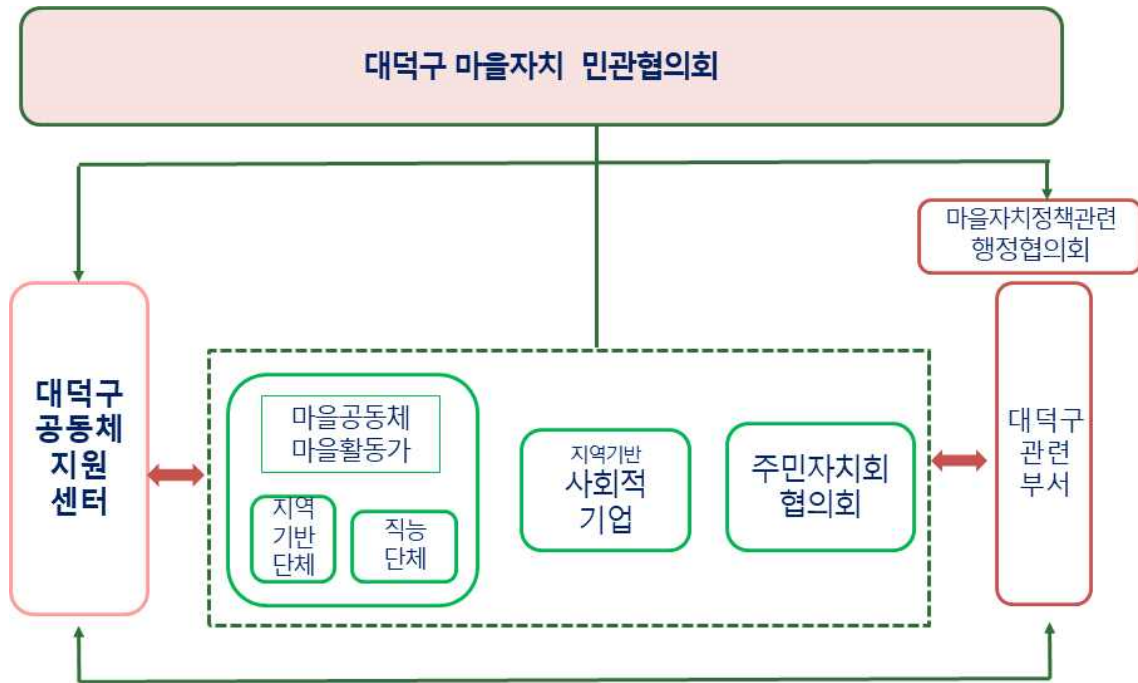 대덕구 마을자치 민관협의회
마을자치정책관련
행정협의회
대덕구
공동체
지원
센터
마을공동체
마을활동가
지역
기반
단체
직능
단체
지역기반
사회적
기업
주민자치회
협의회
대덕구
관련
부서